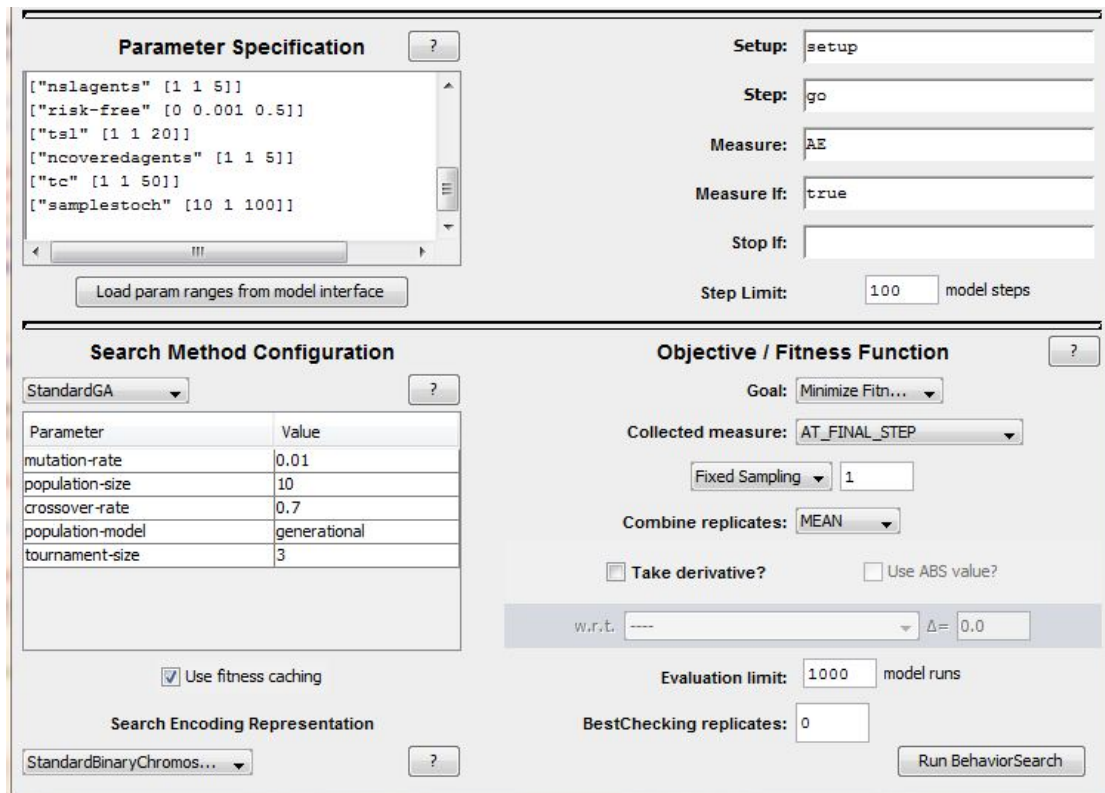 Parameter Specification
?
["nslagents" [1 1 5]]
["risk-free" [0 0.001 0.5]]
["tsl" [1 1 20]]
["ncoveredagents" [1 1 5]]
["tc" [1 1 50]]
["samplestoch" [10 1 100]]
Load param ranges from model interface
Setup: setup
Step: go
Measure: AE
Measure If: true
Stop If:
Step Limit: 100 model steps
Search Method Configuration
StandardGA
?
Parameter Value
mutation-rate 0.01
population-size 10
crossover-rate 0.7
population-model generational
tournament-size 3
Use fitness caching
Search Encoding Representation
StandardBinaryChromos...
?
Objective / Fitness Function
?
Goal: Minimize Fitn...
Collected measure: AT_FINAL_STEP
Fixed Sampling 1
Combine replicates: MEAN
Take derivative? Use ABS value?
w.r.t. ---- Δ= 0.0
Evaluation limit: 1000 model runs
BestChecking replicates: 0
Run BehaviorSearch